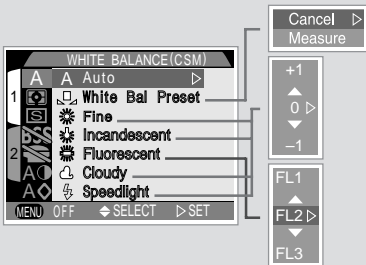 WHITE BALANCE(CSM)
A A Auto
1 White Bal Preset
S Fine
BSS Incandescent
2 Fluorescent
A Cloudy
A Speedlight
MENU OFF SELECT SET
Cancel
Measure
+1
0
–1
FL1
FL2
FL3